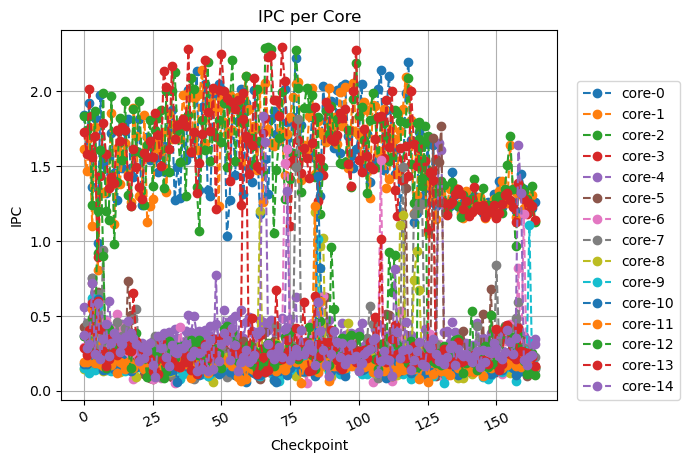 IPC per Core
IPC
2.0
1.5
1.0
0.5
0.0
0
25
50
75
100
125
150
Checkpoint
core-0
core-1
core-2
core-3
core-4
core-5
core-6
core-7
core-8
core-9
core-10
core-11
core-12
core-13
core-14